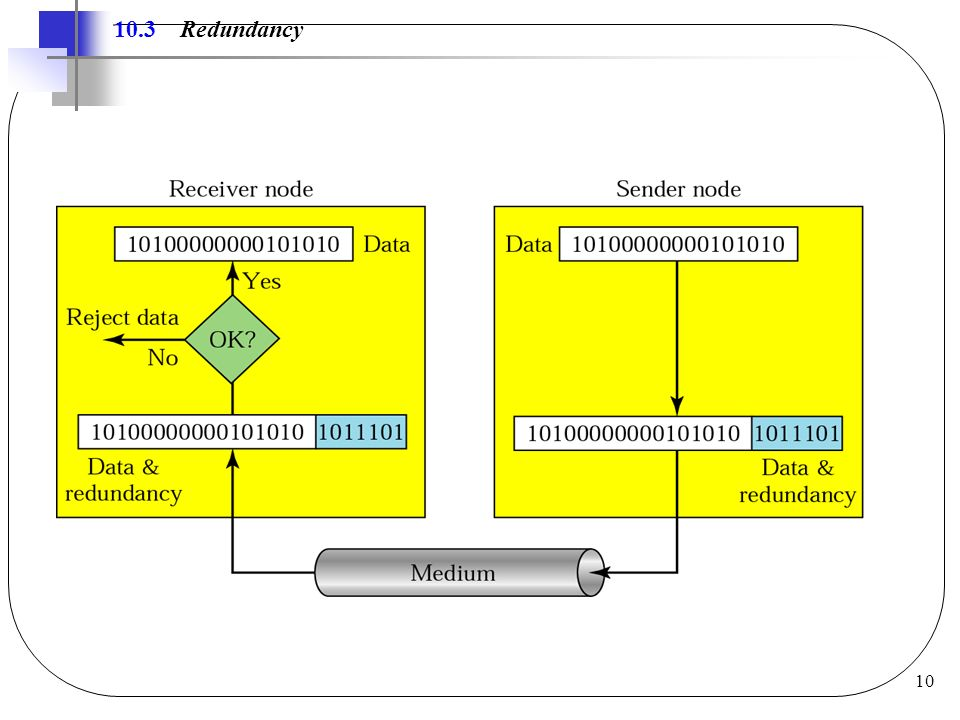 10.3 Redundancy
Receiver node
10100000000101010 Data
Yes
Reject data
OK?
No
10100000000101010 1011101
Data &
redundancy
Sender node
Data 10100000000101010
10100000000101010 1011101
Data &
redundancy
Medium
10